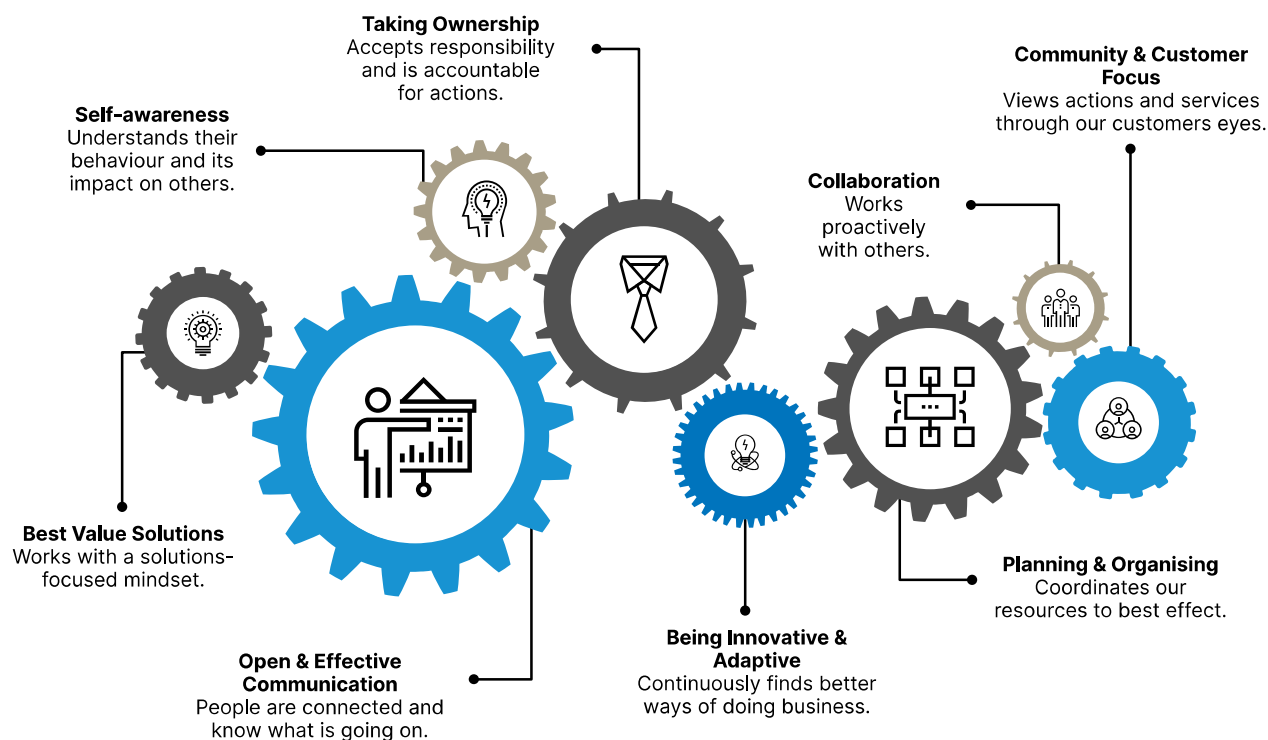 Taking Ownership
Accepts responsibility
and is accountable
for actions.
Community & Customer
Focus
Views actions and services
through our customers eyes.
Self-awareness
Understands their
behaviour and its
impact on others.
Collaboration
Works
proactively
with others.
Best Value Solutions
Works with a solutions-
focused mindset.
Planning & Organising
Coordinates our
resources to best effect.
Open & Effective
Communication
People are connected and
know what is going on.
Being Innovative &
Adaptive
Continuously finds better
ways of doing business.